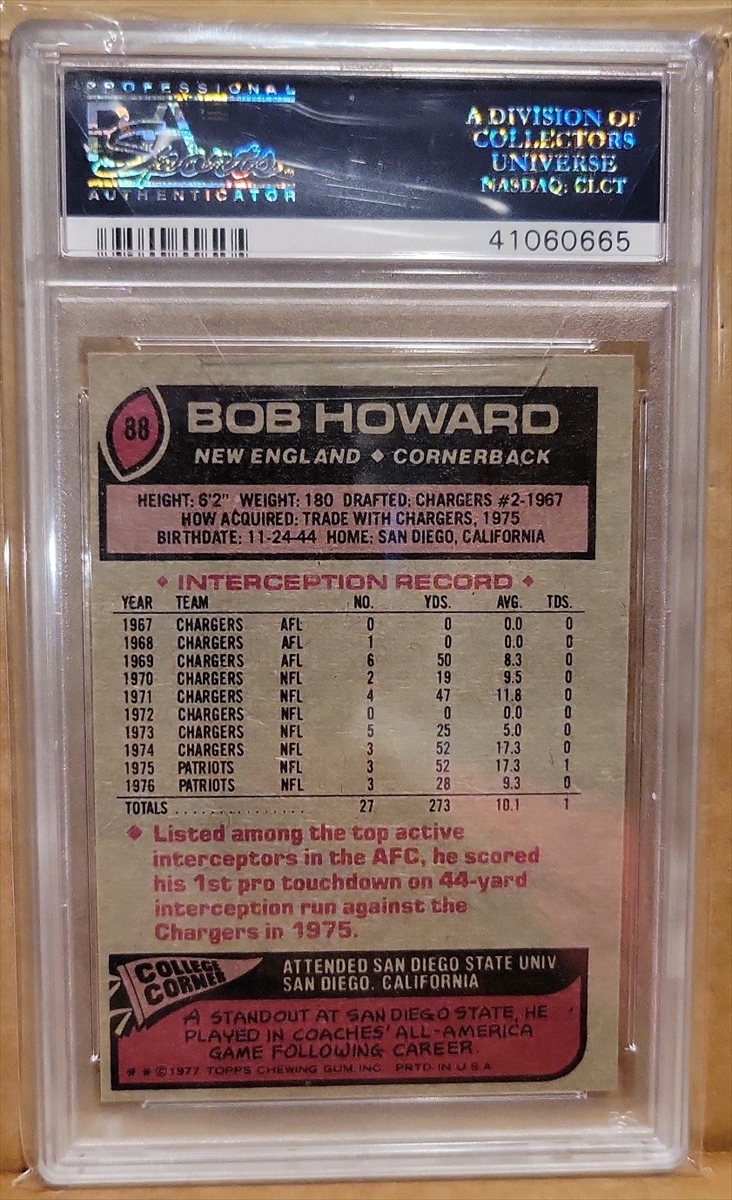 PROFESSIONAL
PSA
Sports
AUTHENTICATOR
A DIVISION OF
COLLECTORS
UNIVERSE
NASDAQ: CLCT
41060665
88
BOB HOWARD
NEW ENGLAND ◆ CORNERBACK
HEIGHT: 6'2" WEIGHT: 180 DRAFTED: CHARGERS #2-1967
HOW ACQUIRED: TRADE WITH CHARGERS, 1975
BIRTHDATE: 11-24-44 HOME: SAN DIEGO, CALIFORNIA
◆ INTERCEPTION RECORD ◆
YEAR TEAM NO. YDS. AVG. TDS.
1967 CHARGERS AFL 0 0 0.0 0
1968 CHARGERS AFL 1 0 0.0 0
1969 CHARGERS AFL 6 50 8.3 0
1970 CHARGERS NFL 2 19 9.5 0
1971 CHARGERS NFL 4 47 11.8 0
1972 CHARGERS NFL 0 0 0.0 0
1973 CHARGERS NFL 5 25 5.0 0
1974 CHARGERS NFL 3 52 17.3 0
1975 PATRIOTS NFL 3 52 17.3 1
1976 PATRIOTS NFL 3 28 9.3 0
TOTALS . . . . . . . . . . . . . . . 27 273 10.1 1
◆ Listed among the top active
interceptors in the AFC, he scored
his 1st pro touchdown on 44-yard
interception run against the
Chargers in 1975.
COLLEGE
CORNER
ATTENDED SAN DIEGO STATE UNIV
SAN DIEGO, CALIFORNIA
A STANDOUT AT SAN DIEGO STATE, HE
PLAYED IN COACHES' ALL-AMERICA
GAME FOLLOWING CAREER.
* * © 1977 TOPPS CHEWING GUM, INC. PRTD. IN U.S.A